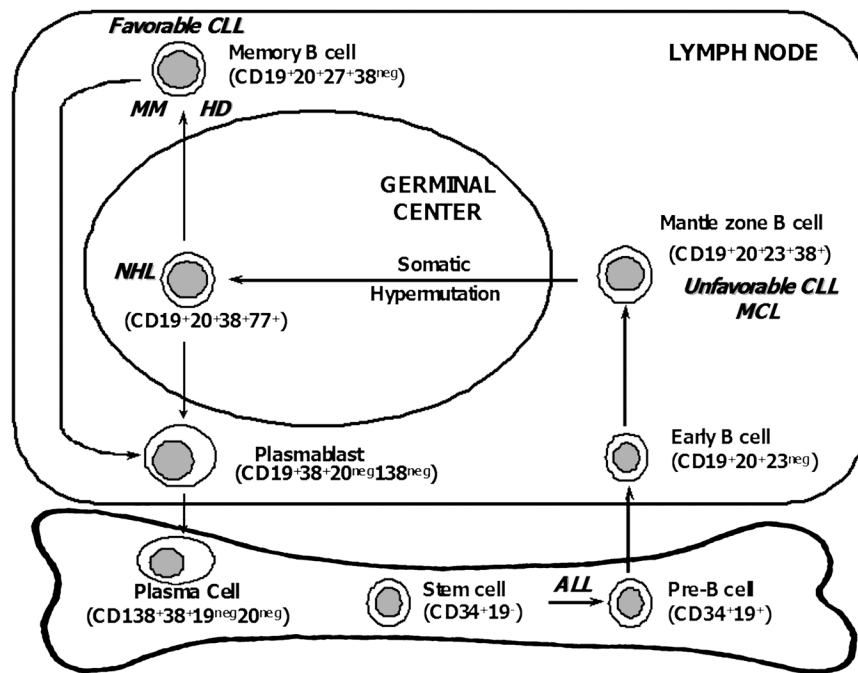 Favorable CLL
Memory B cell
(CD19⁺20⁺27⁺38ⁿᵉᵍ)
LYMPH NODE
MM HD
GERMINAL
CENTER
Mantle zone B cell
(CD19⁺20⁺23⁺38⁺)
NHL
Somatic
Hypermutation
Unfavorable CLL
MCL
(CD19⁺20⁺38⁺77⁺)
Plasmablast
(CD19⁺38⁺20ⁿᵉᵍ138ⁿᵉᵍ)
Early B cell
(CD19⁺20⁺23ⁿᵉᵍ)
Plasma Cell
(CD138⁺38⁺19ⁿᵉᵍ20ⁿᵉᵍ)
Stem cell
(CD34⁺19⁻)
ALL
Pre-B cell
(CD34⁺19⁺)